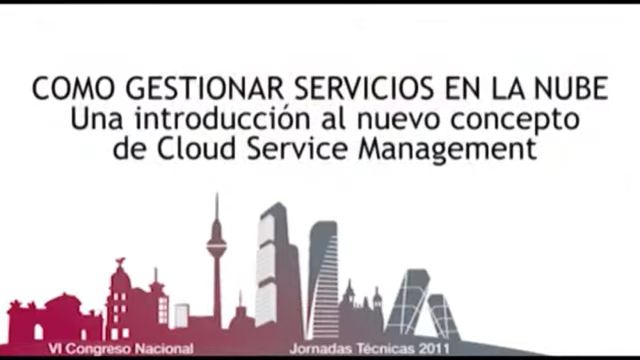 COMO GESTIONAR SERVICIOS EN LA NUBE
Una introducción al nuevo concepto
de Cloud Service Management
VI Congreso Nacional
Jornadas Técnicas 2011